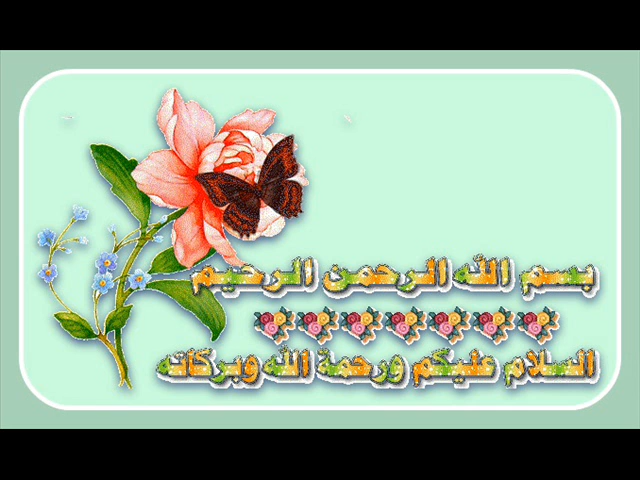 بسم الله الرحمن الرحيم
السلام عليكم ورحمة الله وبركاته